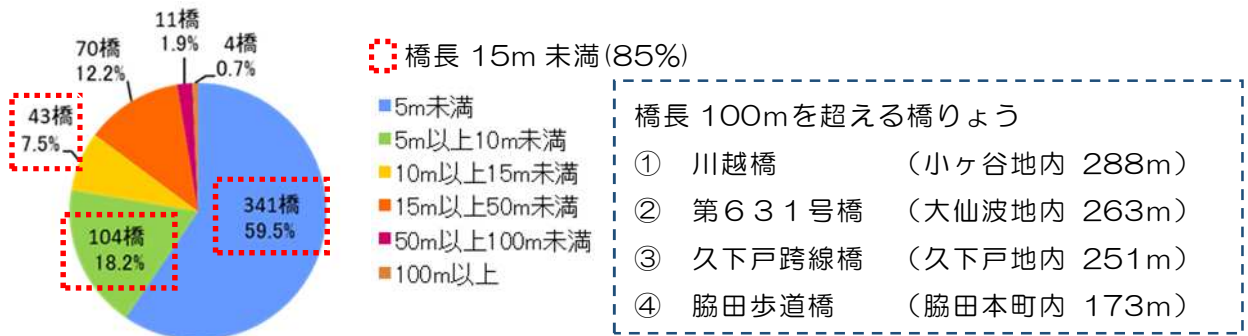 11橋
1.9%
4橋
0.7%
70橋
12.2%
43橋
7.5%
104橋
18.2%
341橋
59.5%
橋長 15m 未満(85%)
5m未満
5m以上10m未満
10m以上15m未満
15m以上50m未満
50m以上100m未満
100m以上
橋長 100mを超える橋りょう
① 川越橋 (小ヶ谷地内 288m)
② 第631号橋 (大仙波地内 263m)
③ 久下戸跨線橋 (久下戸地内 251m)
④ 脇田歩道橋 (脇田本町内 173m)